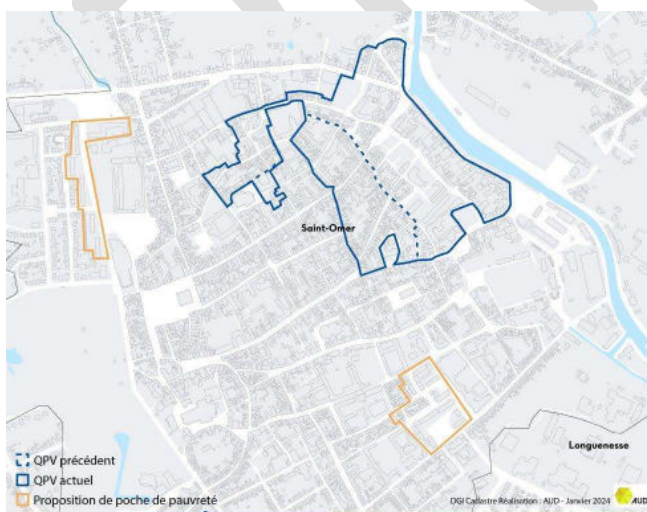 Saint-Omer
Longuenesse
QPV précédent
QPV actuel
Proposition de poche de pauvreté
DGI Cadastre Réalisation : AUD - Janvier 2024
AUD